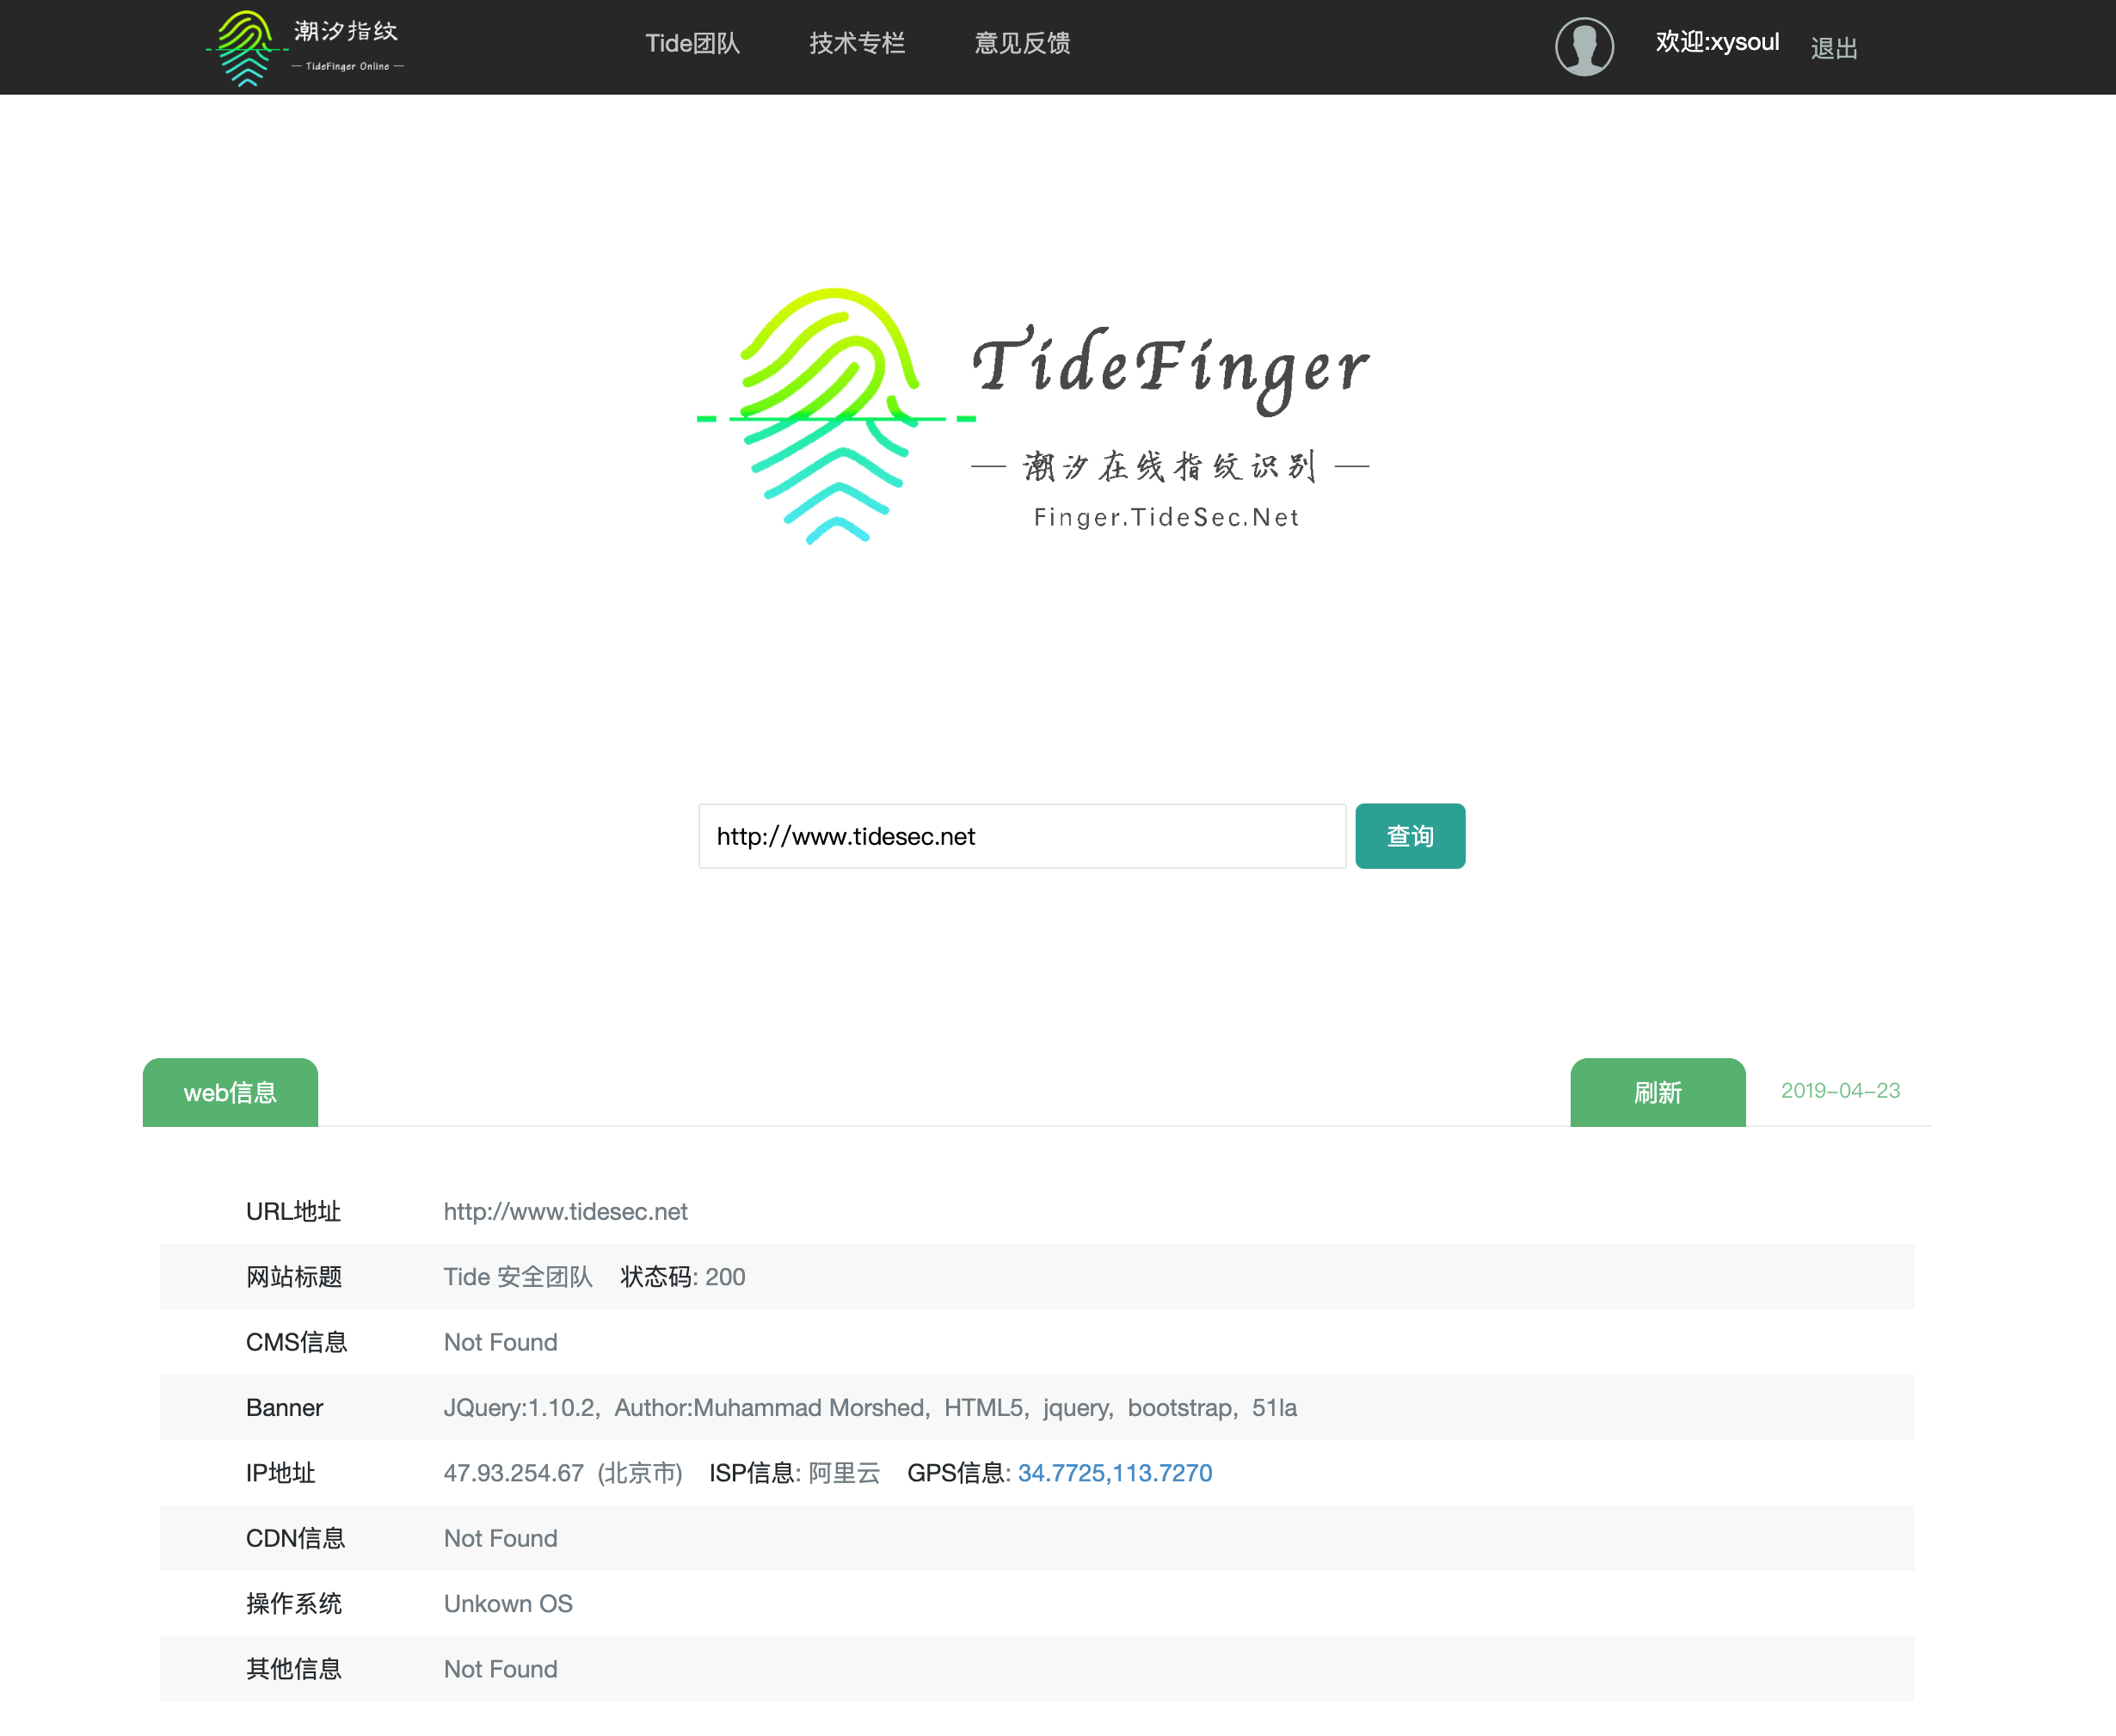 潮汐指纹
— TideFinger Online —
Tide团队 技术专栏 意见反馈 欢迎:xysoul 退出
TideFinger
— 潮汐在线指纹识别 —
Finger.TideSec.Net
http://www.tidesec.net 查询
web信息 刷新 2019-04-23
URL地址 http://www.tidesec.net
网站标题 Tide 安全团队 状态码: 200
CMS信息 Not Found
Banner JQuery:1.10.2, Author:Muhammad Morshed, HTML5, jquery, bootstrap, 51la
IP地址 47.93.254.67 (北京市) ISP信息: 阿里云 GPS信息: 34.7725,113.7270
CDN信息 Not Found
操作系统 Unkown OS
其他信息 Not Found